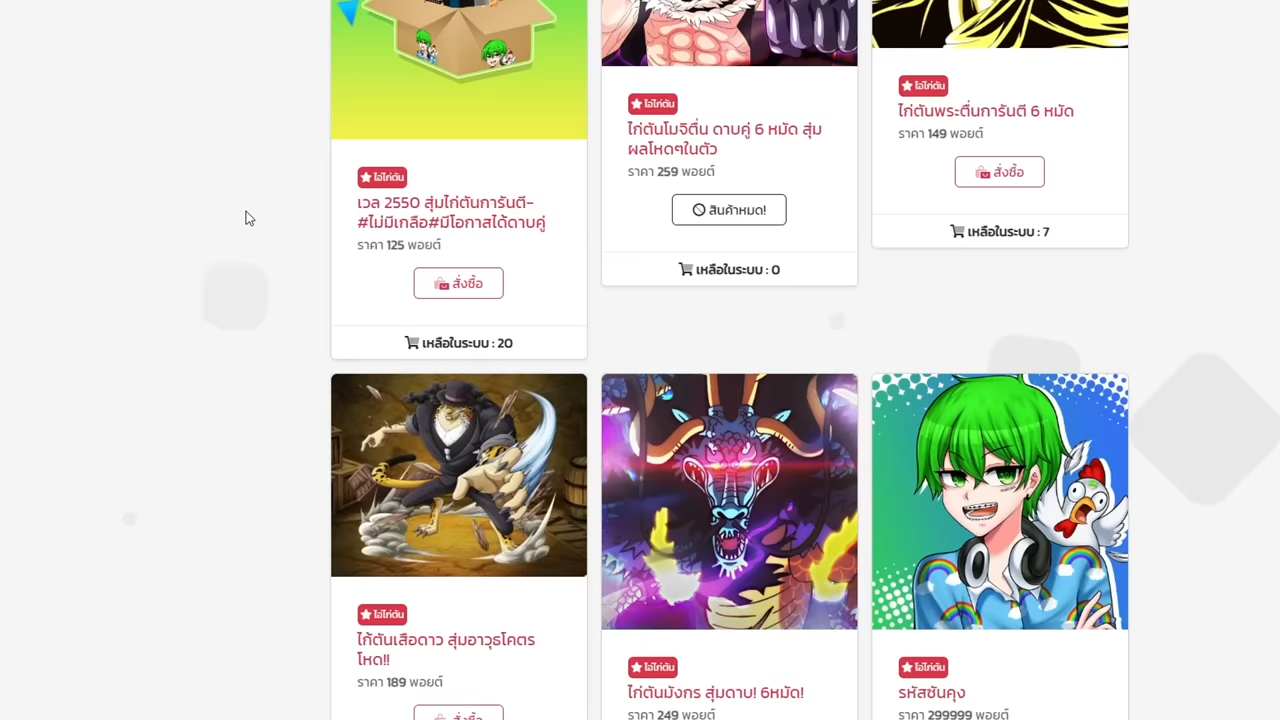 ไอ้ไก่ตัน
เวล 2550 สุ่มไก่ตันการันตี-
#ไม่มีเกลือ#มีโอกาสได้ดาบคู่
ราคา 125 พอยต์
สั่งซื้อ
เหลือในระบบ : 20
ไอ้ไก่ตัน
ไก่ตันโมจิตื่น ดาบคู่ 6 หมัด สุ่ม
ผลโหดๆในตัว
ราคา 259 พอยต์
สินค้าหมด!
เหลือในระบบ : 0
ไอ้ไก่ตัน
ไก่ตันพระตื่นการันตี 6 หมัด
ราคา 149 พอยต์
สั่งซื้อ
เหลือในระบบ : 7
ไอ้ไก่ตัน
ไก้ตันเสือดาว สุ่มอาวุธโคตร
โหด!!
ราคา 189 พอยต์
สั่งซื้อ
ไอ้ไก่ตัน
ไก่ตันมังกร สุ่มดาบ! 6หมัด!
ราคา 249 พอยต์
ไอ้ไก่ตัน
รหัสซันคุง
ราคา 299999 พอยต์